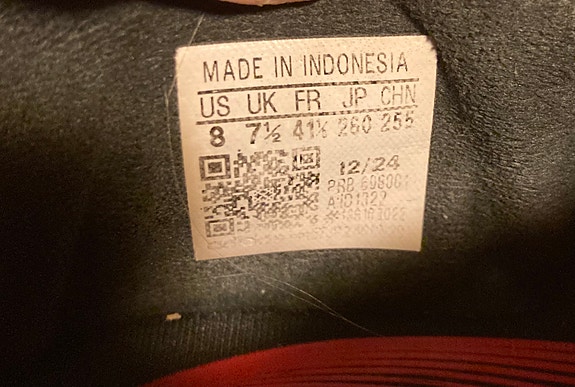 MADE IN INDONESIA
US UK FR JP CHN
8 7½ 41⅓ 260 255
12/24